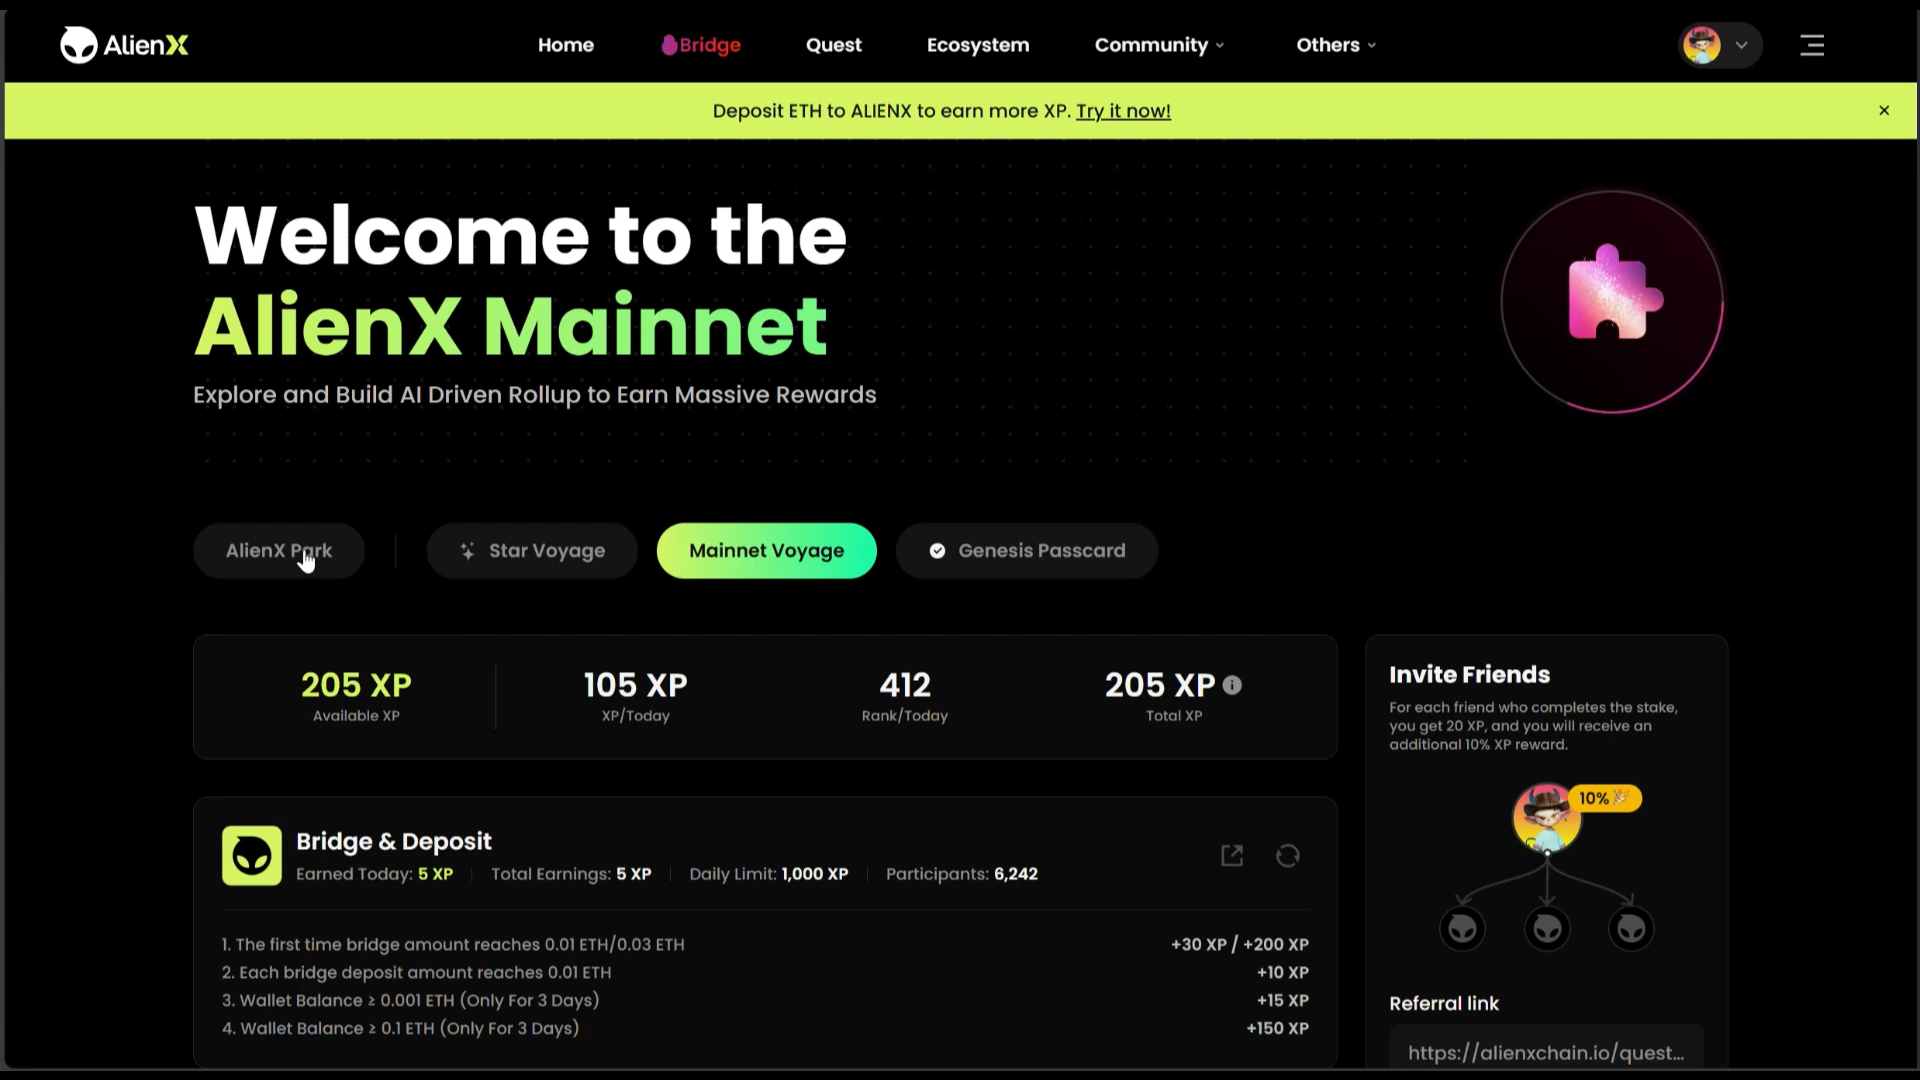 AlienX
Home
Bridge
Quest
Ecosystem
Community
Others
Deposit ETH to ALIENX to earn more XP. Try it now!
Welcome to the
AlienX Mainnet
Explore and Build AI Driven Rollup to Earn Massive Rewards
AlienX Park
Star Voyage
Mainnet Voyage
Genesis Passcard
205 XP
Available XP
105 XP
XP/Today
412
Rank/Today
205 XP
Total XP
Bridge & Deposit
Earned Today: 5 XP
Total Earnings: 5 XP
Daily Limit: 1,000 XP
Participants: 6,242
1. The first time bridge amount reaches 0.01 ETH/0.03 ETH
+30 XP / +200 XP
2. Each bridge deposit amount reaches 0.01 ETH
+10 XP
3. Wallet Balance ≥ 0.001 ETH (Only For 3 Days)
+15 XP
4. Wallet Balance ≥ 0.1 ETH (Only For 3 Days)
+150 XP
Invite Friends
For each friend who completes the stake,
you get 20 XP, and you will receive an
additional 10% XP reward.
10%
Referral link
https://alienxchain.io/quest...